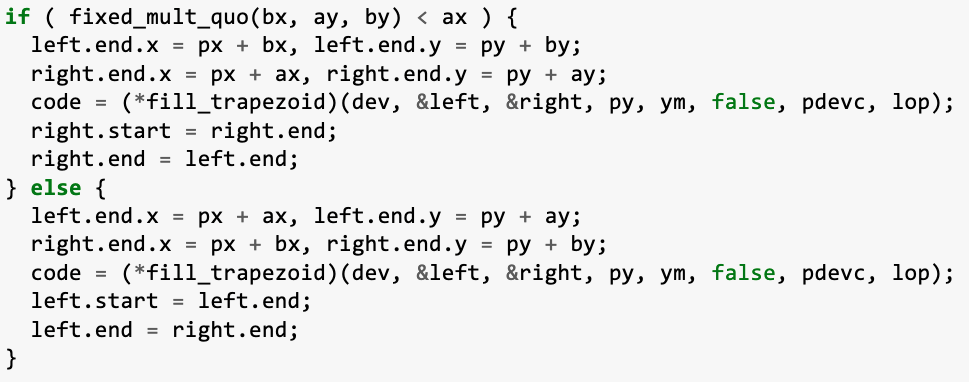 if ( fixed_mult_quo(bx, ay, by) < ax ) {
  left.end.x = px + bx, left.end.y = py + by;
  right.end.x = px + ax, right.end.y = py + ay;
  code = (*fill_trapezoid)(dev, &left, &right, py, ym, false, pdevc, lop);
  right.start = right.end;
  right.end = left.end;
} else {
  left.end.x = px + ax, left.end.y = py + ay;
  right.end.x = px + bx, right.end.y = py + by;
  code = (*fill_trapezoid)(dev, &left, &right, py, ym, false, pdevc, lop);
  left.start = left.end;
  left.end = right.end;
}